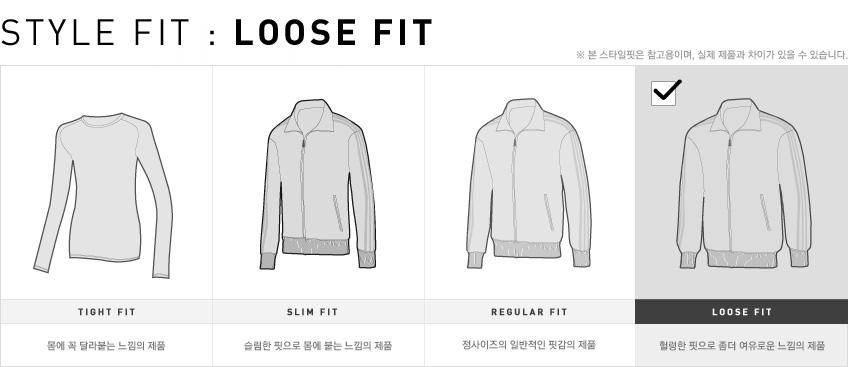 STYLE FIT : LOOSE FIT
※ 본 스타일핏은 참고용이며, 실제 제품과 차이가 있을 수 있습니다.
TIGHT FIT
SLIM FIT
REGULAR FIT
LOOSE FIT
몸에 꼭 달라붙는 느낌의 제품
슬림한 핏으로 몸에 붙는 느낌의 제품
정사이즈의 일반적인 핏감의 제품
헐렁한 핏으로 좀더 여유로운 느낌의 제품